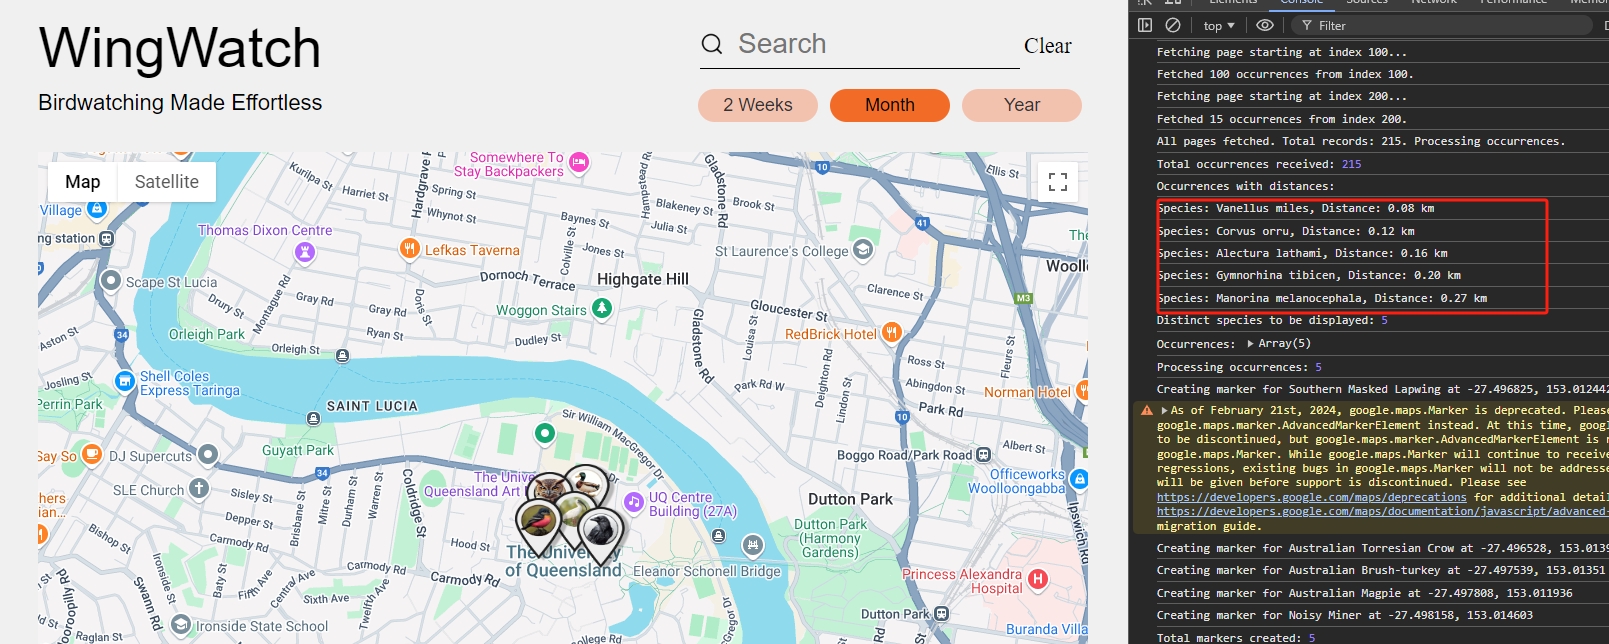 WingWatch
Birdwatching Made Effortless
Search
Clear
2 Weeks
Month
Year
Map
Satellite
Somewhere To
Stay Backpackers
Kurilpa St
Harriet St
Hardgrave R
Spring St
Whynot St
Hampstead Rd
Blakeney St
Julia St
Gladstone Rd
Brook St
10
Ellis St
41
Village
ng station
Thomas Dixon Centre
Lefkas Taverna
Baynes St
Colville St
Jones St
St Laurence's College
The
Wooll
Scape St Lucia
Drury St
Montague Rd
Gray Rd
Gray Rd
Doris St
Dornoch Terrace
Highgate Hill
Clarence St
M3
Orleigh Park
Ryan St
Woggon Stairs
Gloucester St
RedBrick Hotel
34
Aston St
Orleigh St
Dudley St
Gladstone Rd
Louisa St
Deighton Rd
Ross St
Fleurs St
Josling St
Perrin Park
Shell Coles
Express Taringa
Park Rd W
Lindon St
Abingdon St
Norman Hotel
SAINT LUCIA
Sir William MacGregor Dr
10
Park Rd
Say So
DJ Supercuts
Guyatt Park
34
Boggo Road/Park Road
Albert St
SLE Church
Sisley St
Coldridge St
The Unive
Queensland Art
UQ Centre
Building (27A)
Officeworks
Woolloongabba
hers
ian...
Depper St
Brisbane St
Mitre St
Durham St
Warren St
Dutton Park
Ipswich Rd
Bishop St
Carmody Rd
Hood St
The University
of Queensland
Eleanor Schonell Bridge
Dutton Park
(Harmony
Gardens)
Swann Rd
Ironside St
Baty St
Fifth Ave
Central Ave
Sixth Ave
Twelfth Ave
Carmody Rd
Carmody Rd
Princess Alexandra
Hospital
H
Raglan St
Ironside State School
College Rd
Dutton Park
Buranda Villa
Elements
Console
Sources
Network
Performance
Memor
top
Filter
Fetching page starting at index 100...
Fetched 100 occurrences from index 100.
Fetching page starting at index 200...
Fetched 15 occurrences from index 200.
All pages fetched. Total records: 215. Processing occurrences.
Total occurrences received: 215
Occurrences with distances:
Species: Vanellus miles, Distance: 0.08 km
Species: Corvus orru, Distance: 0.12 km
Species: Alectura lathami, Distance: 0.16 km
Species: Gymnorhina tibicen, Distance: 0.20 km
Species: Manorina melanocephala, Distance: 0.27 km
Distinct species to be displayed: 5
Occurrences: Array(5)
Processing occurrences: 5
Creating marker for Southern Masked Lapwing at -27.496825, 153.012442
As of February 21st, 2024, google.maps.Marker is deprecated. Please
google.maps.marker.AdvancedMarkerElement instead. At this time, googl
to be discontinued, but google.maps.marker.AdvancedMarkerElement is r
google.maps.Marker. While google.maps.Marker will continue to receive
regressions, existing bugs in google.maps.Marker will not be addresse
will be given before support is discontinued. Please see
https://developers.google.com/maps/deprecations for additional detail
https://developers.google.com/maps/documentation/javascript/advanced-
migration guide.
Creating marker for Australian Torresian Crow at -27.496528, 153.0139
Creating marker for Australian Brush-turkey at -27.497539, 153.01351
Creating marker for Australian Magpie at -27.497808, 153.011936
Creating marker for Noisy Miner at -27.498158, 153.014603
Total markers created: 5